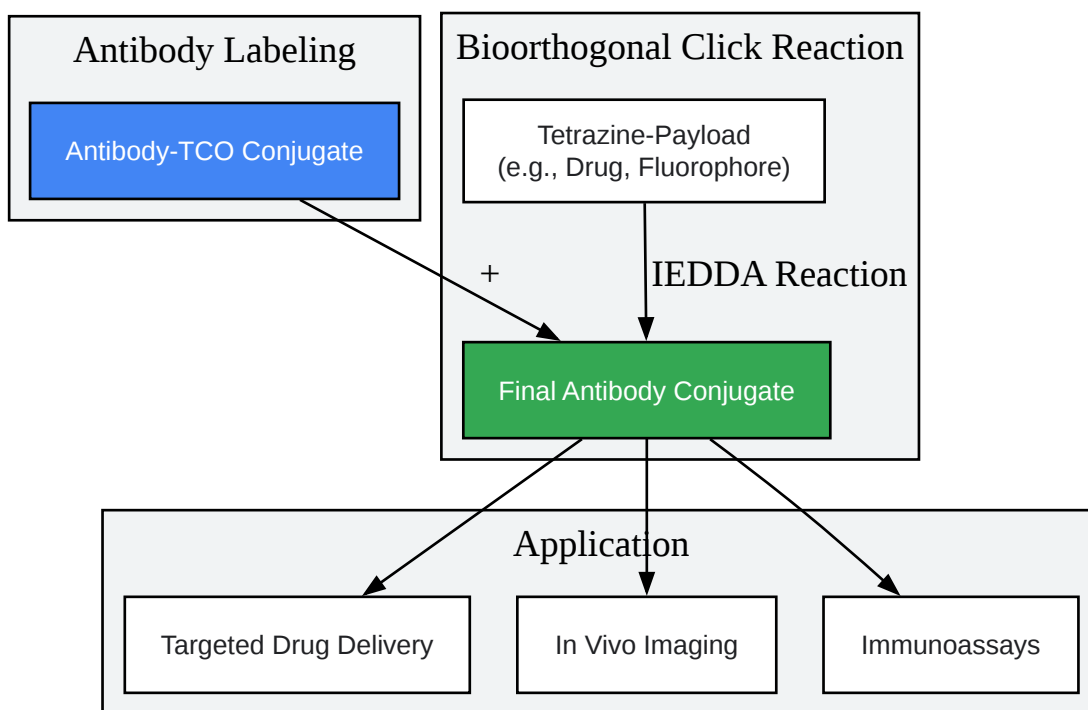 Antibody Labeling
Antibody-TCO Conjugate
Bioorthogonal Click Reaction
Tetrazine-Payload
(e.g., Drug, Fluorophore)
+
IEDDA Reaction
Final Antibody Conjugate
Application
Targeted Drug Delivery
In Vivo Imaging
Immunoassays